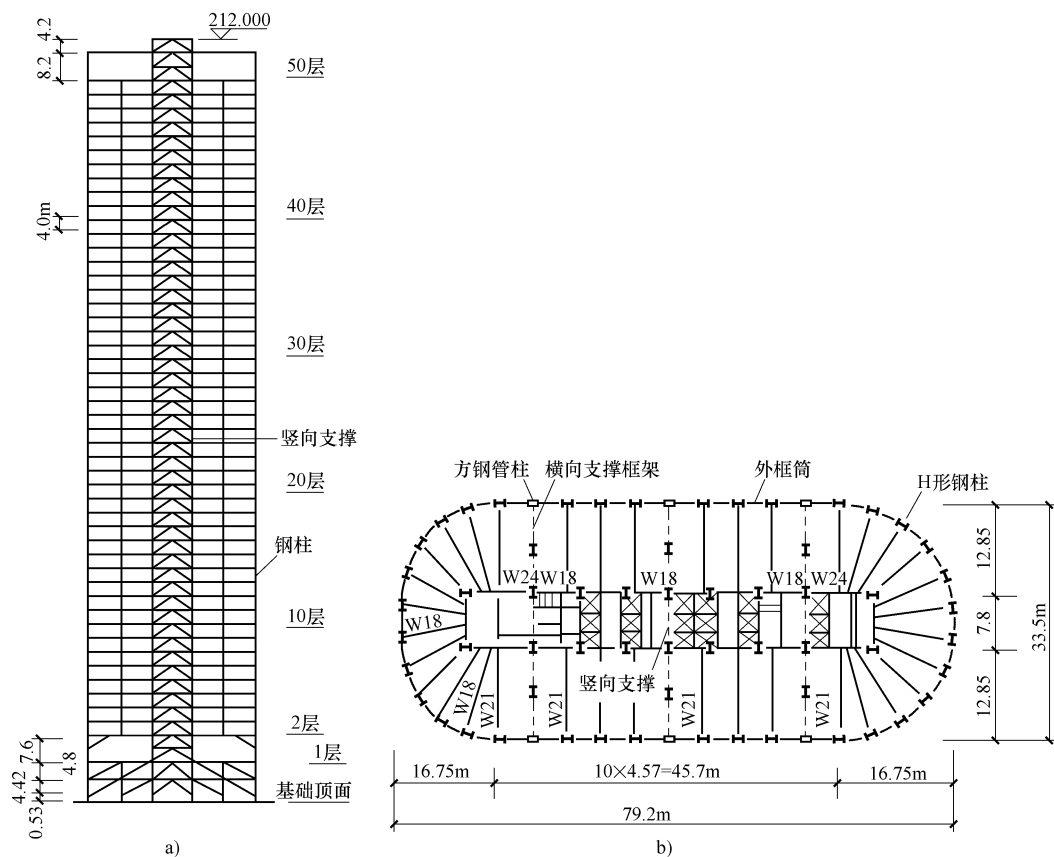 212.000
4.2
8.2
50层
40层
4.0m
30层
竖向支撑
20层
钢柱
10层
2层
1层
7.6
4.8
4.42
0.53
基础顶面
a)
方钢管柱
横向支撑框架
外框筒
H形钢柱
W24
W18
W18
W18
W24
W18
竖向支撑
W18
W21
W21
W21
W21
12.85
7.8
12.85
33.5m
16.75m
10×4.57=45.7m
16.75m
79.2m
b)